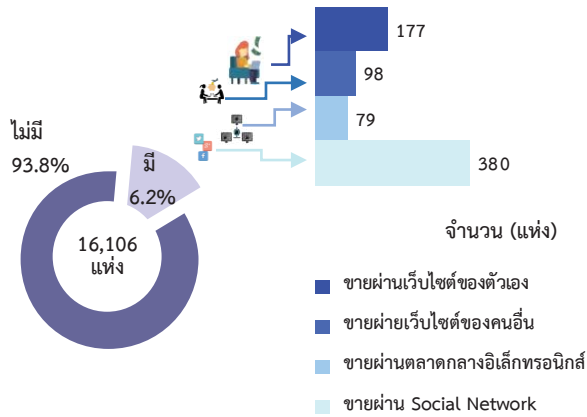 177
98
79
380
ไม่มี
93.8%
มี
6.2%
16,106
แห่ง
จำนวน (แห่ง)
ขายผ่านเว็บไซต์ของตัวเอง
ขายผ่ายเว็บไซต์ของคนอื่น
ขายผ่านตลาดกลางอิเล็กทรอนิกส์
ขายผ่าน Social Network